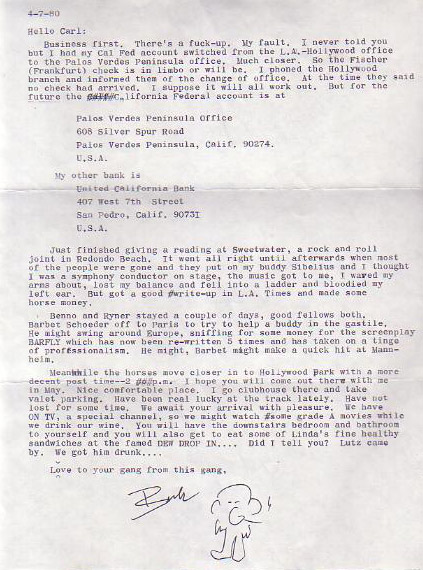 4-7-80
Hello Carl:
Business first. There's a fuck-up. My fault. I never told you
but I had my Cal Fed account switched from the L.A.-Hollywood office
to the Palos Verdes Peninsula office. Much closer. So the Fischer
(Frankfurt) check is in limbo or will be. I phoned the Hollywood
branch and informed them of the change of office. At the time they said
no check had arrived. I suppose it will all work out. But for the
future the California Federal account is at
Palos Verdes Peninsula Office
608 Silver Spur Road
Palos Verdes Peninsula, Calif. 90274.
U.S.A.
My other bank is
United California Bank
407 West 7th Street
San Pedro, Calif. 90731
U.S.A.
Just finished giving a reading at Sweetwater, a rock and roll
joint in Redondo Beach. It went all right until afterwards when most
of the people were gone and they put on my buddy Sibelius and I thought
I was a symphony conductor on stage, the music got to me, I waved my
arms about, lost my balance and fell into a ladder and bloodied my
left ear. But got a good write-up in L.A. Times and made some
horse money.
Benno and Ryner stayed a couple of days, good fellows both.
Barbet Schoeder off to Paris to try to help a buddy in the gastile.
He might swing around Europe, sniffing for some money for the screenplay
BARFLY which has now been re-written 5 times and has taken on a tinge
of proffssionalism. He might, Barbet might make a quick hit at Mann-
heim.
Meanwhile the horses move closer in to Hollywood Park with a more
decent post time--2 p.m. I hope you will come out there with me
in May. Nice comfortable place. I go clubhouse there and take
valet parking. Have been real lucky at the track lately. Have not
lost for some time. We await your arrival with pleasure. We have
ON TV, a special channel, so we might watch some grade A movies while
we drink our wine. You will have the downstairs bedroom and bathroom
to yourself and you will also get to eat some of Linda's fine healthy
sandwiches at the famed DEW DROP IN.... Did I tell you? Lutz came
by. We got him drunk....
Love to your gang from this gang,
Buk